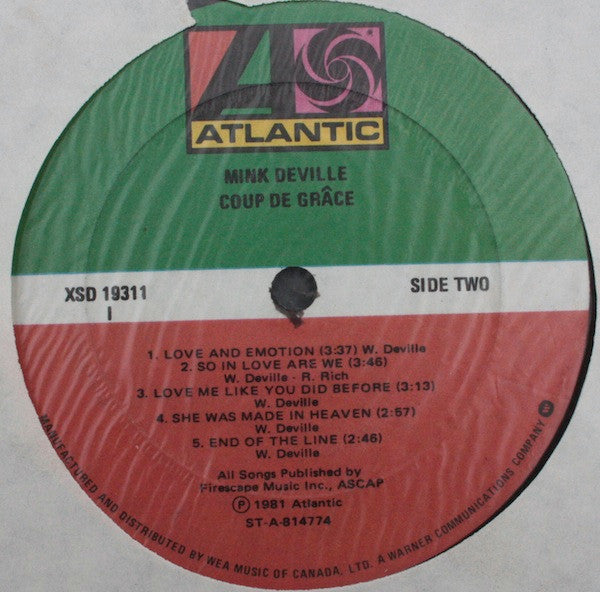 ATLANTIC
MINK DEVILLE
COUP DE GRÂCE
XSD 19311
I
SIDE TWO
1. LOVE AND EMOTION (3:37) W. Deville
2. SO IN LOVE ARE WE (3:46)
W. Deville - R. Rich
3. LOVE ME LIKE YOU DID BEFORE (3:13)
W. Deville
4. SHE WAS MADE IN HEAVEN (2:57)
W. Deville
5. END OF THE LINE (2:46)
W. Deville
All Songs Published by
Firescape Music Inc., ASCAP
Ⓟ 1981 Atlantic
ST-A-814774
MANUFACTURED AND DISTRIBUTED BY WEA MUSIC OF CANADA, LTD. A WARNER COMMUNICATIONS COMPANY